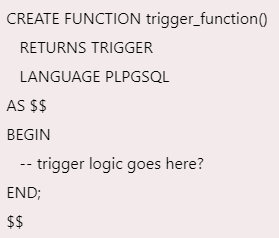 CREATE FUNCTION trigger_function()
RETURNS TRIGGER
LANGUAGE PLPGSQL
AS $$
BEGIN
-- trigger logic goes here?
END;
$$